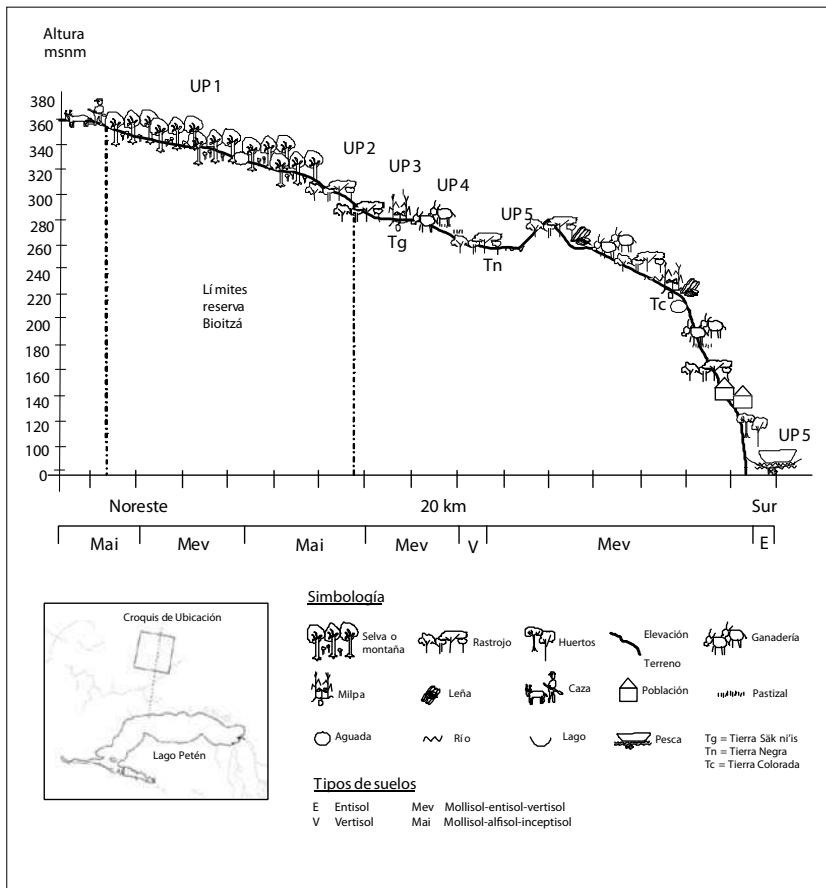 Altura
msnm
UP 1
380
360
340
320
300
280
260
240
220
200
180
160
140
120
100
0
UP 2
UP 3
UP 4
UP 5
Tg
Tn
Tc
UP 5
Límites
reserva
Bioitzá
Noreste 20 km Sur
Mai Mev Mai Mev V Mev E
Croquis de Ubicación
Lago Petén
Simbología
Selva o
montaña
Rastrojo
Huertos
Elevación
Terreno
Ganadería
Milpa
Leña
Caza
Población
Pastizal
Aguada
Río
Lago
Pesca
Tg = Tierra Säk ni'is
Tn = Tierra Negra
Tc = Tierra Colorada
Tipos de suelos
E Entisol Mev Mollisol-entisol-vertisol
V Vertisol Mai Mollisol-alfisol-inceptisol